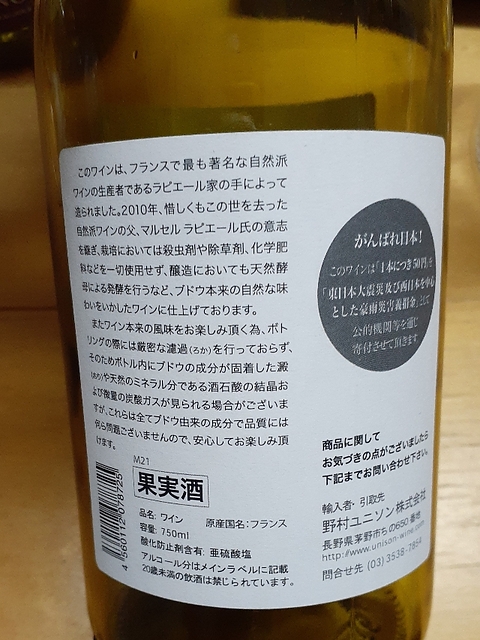 このワインは、フランスで最も著名な自然派
ワインの生産者であるラピエール家の手によって
造られました。2010年、惜しくもこの世を去った
自然派ワインの父、マルセル ラピエール氏の意志
を継ぎ、栽培においては殺虫剤や除草剤、化学肥
料などを一切使用せず、醸造においても天然酵
母による発酵を行うなど、ブドウ本来の自然な味
わいをいかしたワインに仕上げております。
またワイン本来の風味をお楽しみ頂く為、ボト
リングの際には厳密な濾過(ろか)を行っておらず、
そのためボトル内にブドウの成分が固着した澱
(おり)や天然のミネラル分である酒石酸の結晶お
よび微量の炭酸ガスが見られる場合がございま
すが、これらは全てブドウ由来の成分で品質には
何ら問題ございませんので、安心してお楽しみ頂
けます。
がんばれ日本!
このワインは「1本につき50円」を
「東日本大震災及び西日本を中心
とした豪雨災害義援金」として
公的機関等を通じ
寄付させて頂きます。
M21
果実酒
品名: ワイン 原産国名: フランス
容量: 750ml
酸化防止剤含有: 亜硫酸塩
アルコール分はメインラベルに記載
20歳未満の飲酒は禁じられています。
4 560112 078725
商品に関して
お気づきの点がございましたら
下記までお問い合わせ下さい。
輸入者・引取先
野村ユニソン株式会社
長野県茅野市ちの650番地
http://www.unison-wine.com
問合せ先 (03) 3538-7854